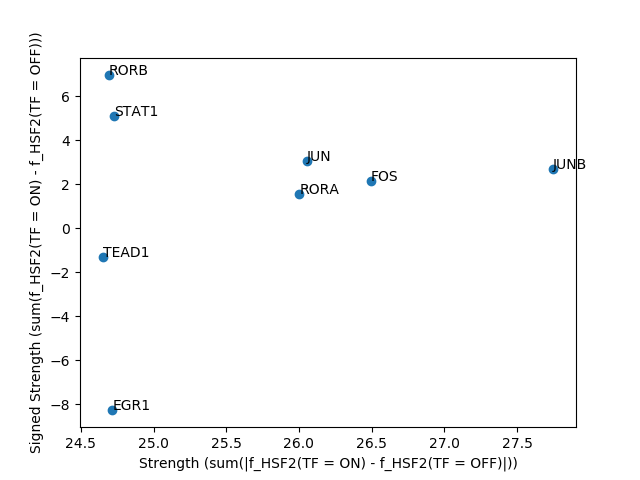 Signed Strength (sum(f_HSF2(TF = ON) - f_HSF2(TF = OFF)))
RORB
6
STAT1
4
JUN
JUNB
2
FOS
RORA
0
TEAD1
−2
−4
−6
−8
EGR1
24.5 25.0 25.5 26.0 26.5 27.0 27.5
Strength (sum(|f_HSF2(TF = ON) - f_HSF2(TF = OFF)|))